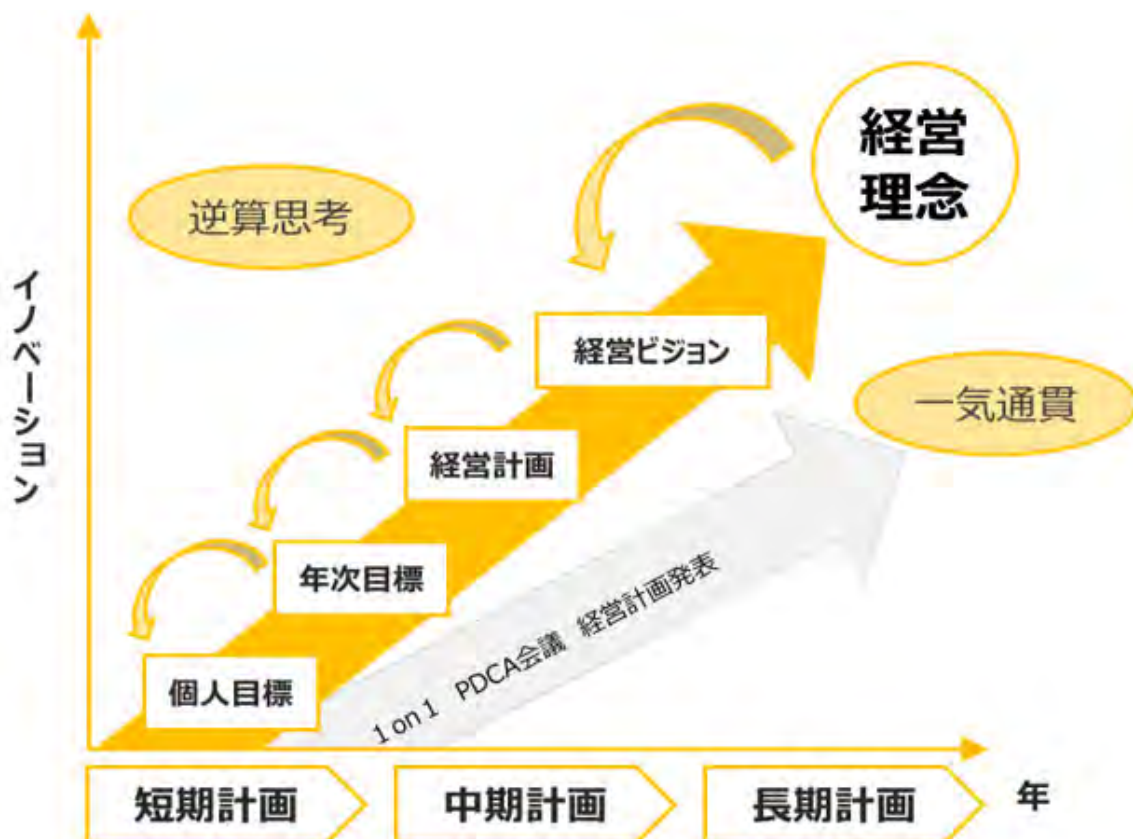 経営
理念
逆算思考
イノベーション
経営ビジョン
一気通貫
経営計画
年次目標
個人目標
1 on 1 PDCA会議 経営計画発表
短期計画
中期計画
長期計画
年